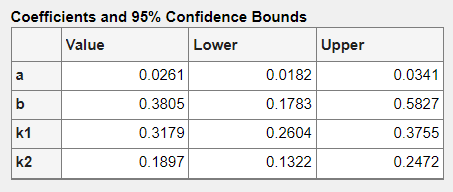 Coefficients and 95% Confidence Bounds
Value Lower Upper
a 0.0261 0.0182 0.0341
b 0.3805 0.1783 0.5827
k1 0.3179 0.2604 0.3755
k2 0.1897 0.1322 0.2472